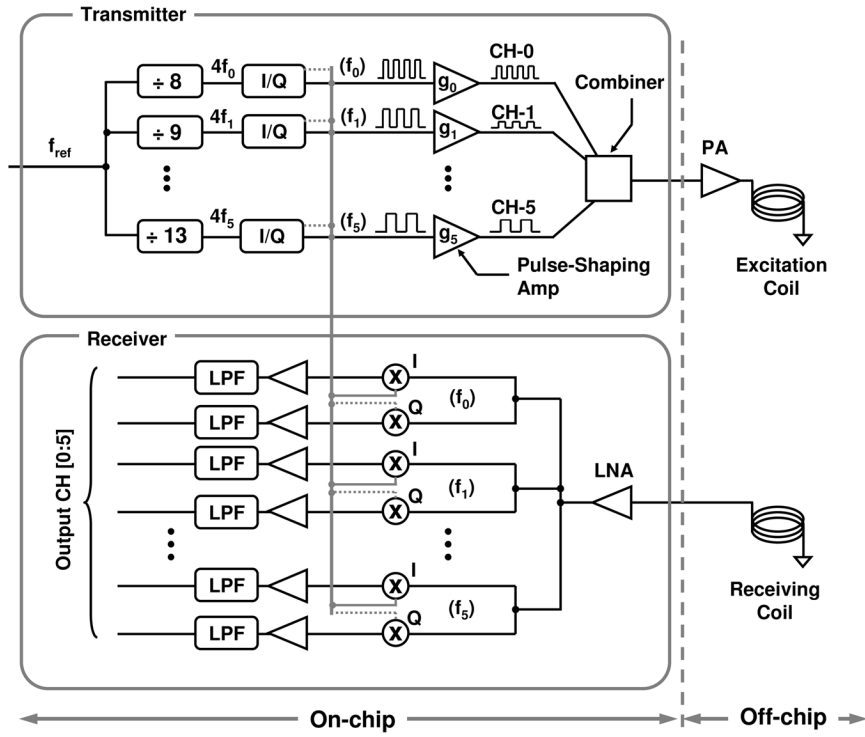 Transmitter
÷ 8
4f0
I/Q
(f0)
g0
CH-0
Combiner
÷ 9
4f1
I/Q
(f1)
g1
CH-1
fref
PA
÷ 13
4f5
I/Q
(f5)
g5
CH-5
Pulse-Shaping
Amp
Excitation
Coil
Receiver
LPF
X
I
(f0)
LPF
X
Q
LPF
X
I
(f1)
LNA
LPF
X
Q
Output CH [0:5]
LPF
X
I
(f5)
LPF
X
Q
Receiving
Coil
On-chip
Off-chip